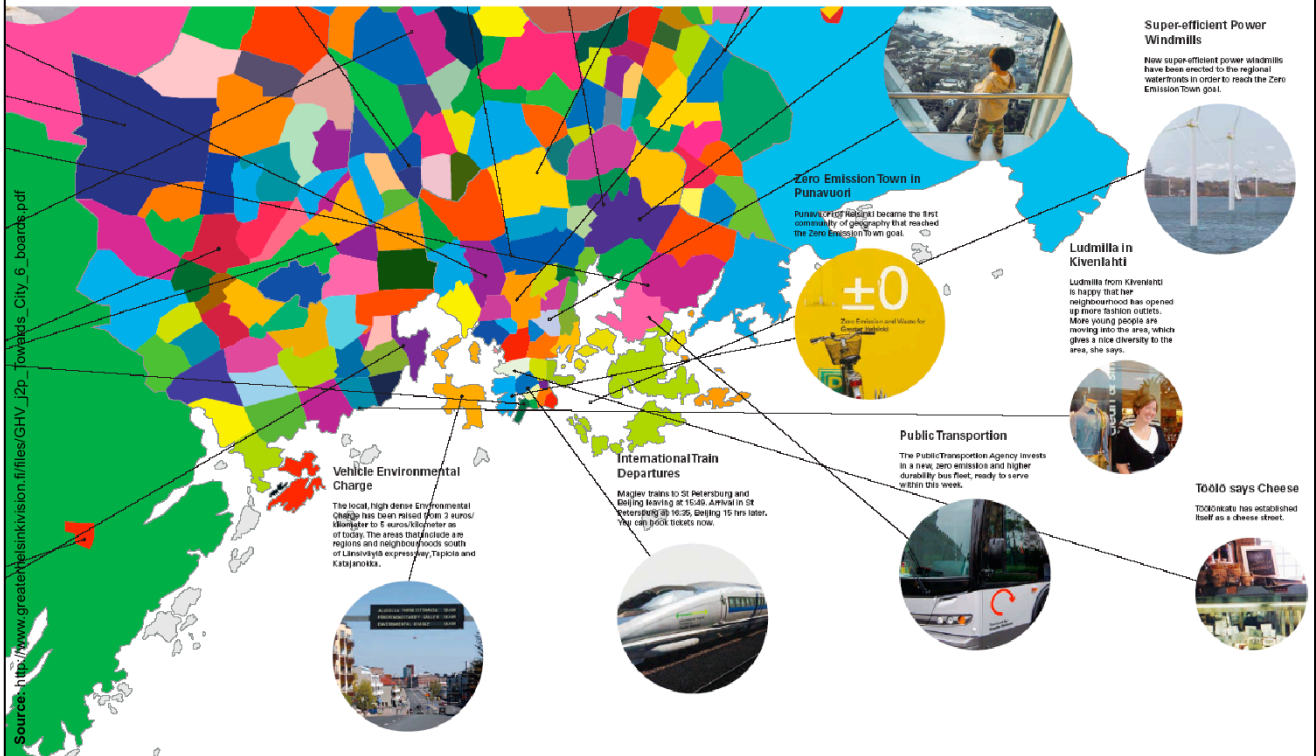 Super-efficient Power
Windmills
New super-efficient power windmills
have been erected to the regional
waterfronts in order to reach the Zero
Emission Town goal.
Zero Emission Town in
Punavuori
Punavuori of Helsinki became the first
community of geography that reached
the Zero Emission Town goal.
±0
Zero Emission and Waste for
Greater Helsinki
Ludmilla in
Kivenlahti
Ludmilla from Kiivenlahti
is happy that her
neighbourhood has opened
up more fashion outlets.
More young people are
moving into the area, which
gives a nice diversity to the
area, she says.
Public Transportion
The Public Transportion Agency invests
in a new, zero emission and higher
durability bus fleet, ready to serve
within this week.
Töölö says Cheese
Töölönkatu has established
itself as a cheese street.
International Train
Departures
Maglev trains to St Petersburg and
Beijing leaving at 15:49. Arrival in St
Petersburg at 16:35, Beijing 15 hrs later.
You can book tickets now.
Vehicle Environmental
Charge
The local, high dense Environmental
Charge has been raised from 3 euros/
kilometer to 5 euros/kilometer as
of today. The areas that include are
regions and neighbourhoods south
of Länsiväylä expressway, Tapiola and
Katajanokka.
Source: http://www.greaterhelsinkivision.fi/files/GHV_j2p_Towards_City_6_boards.pdf